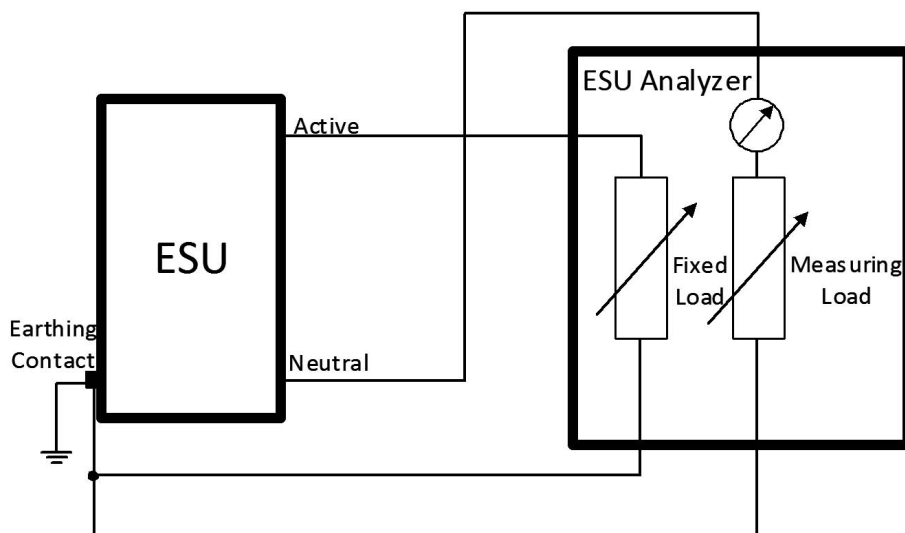 ESU Analyzer
Active
ESU
Fixed
Load
Measuring
Load
Earthing
Contact
Neutral